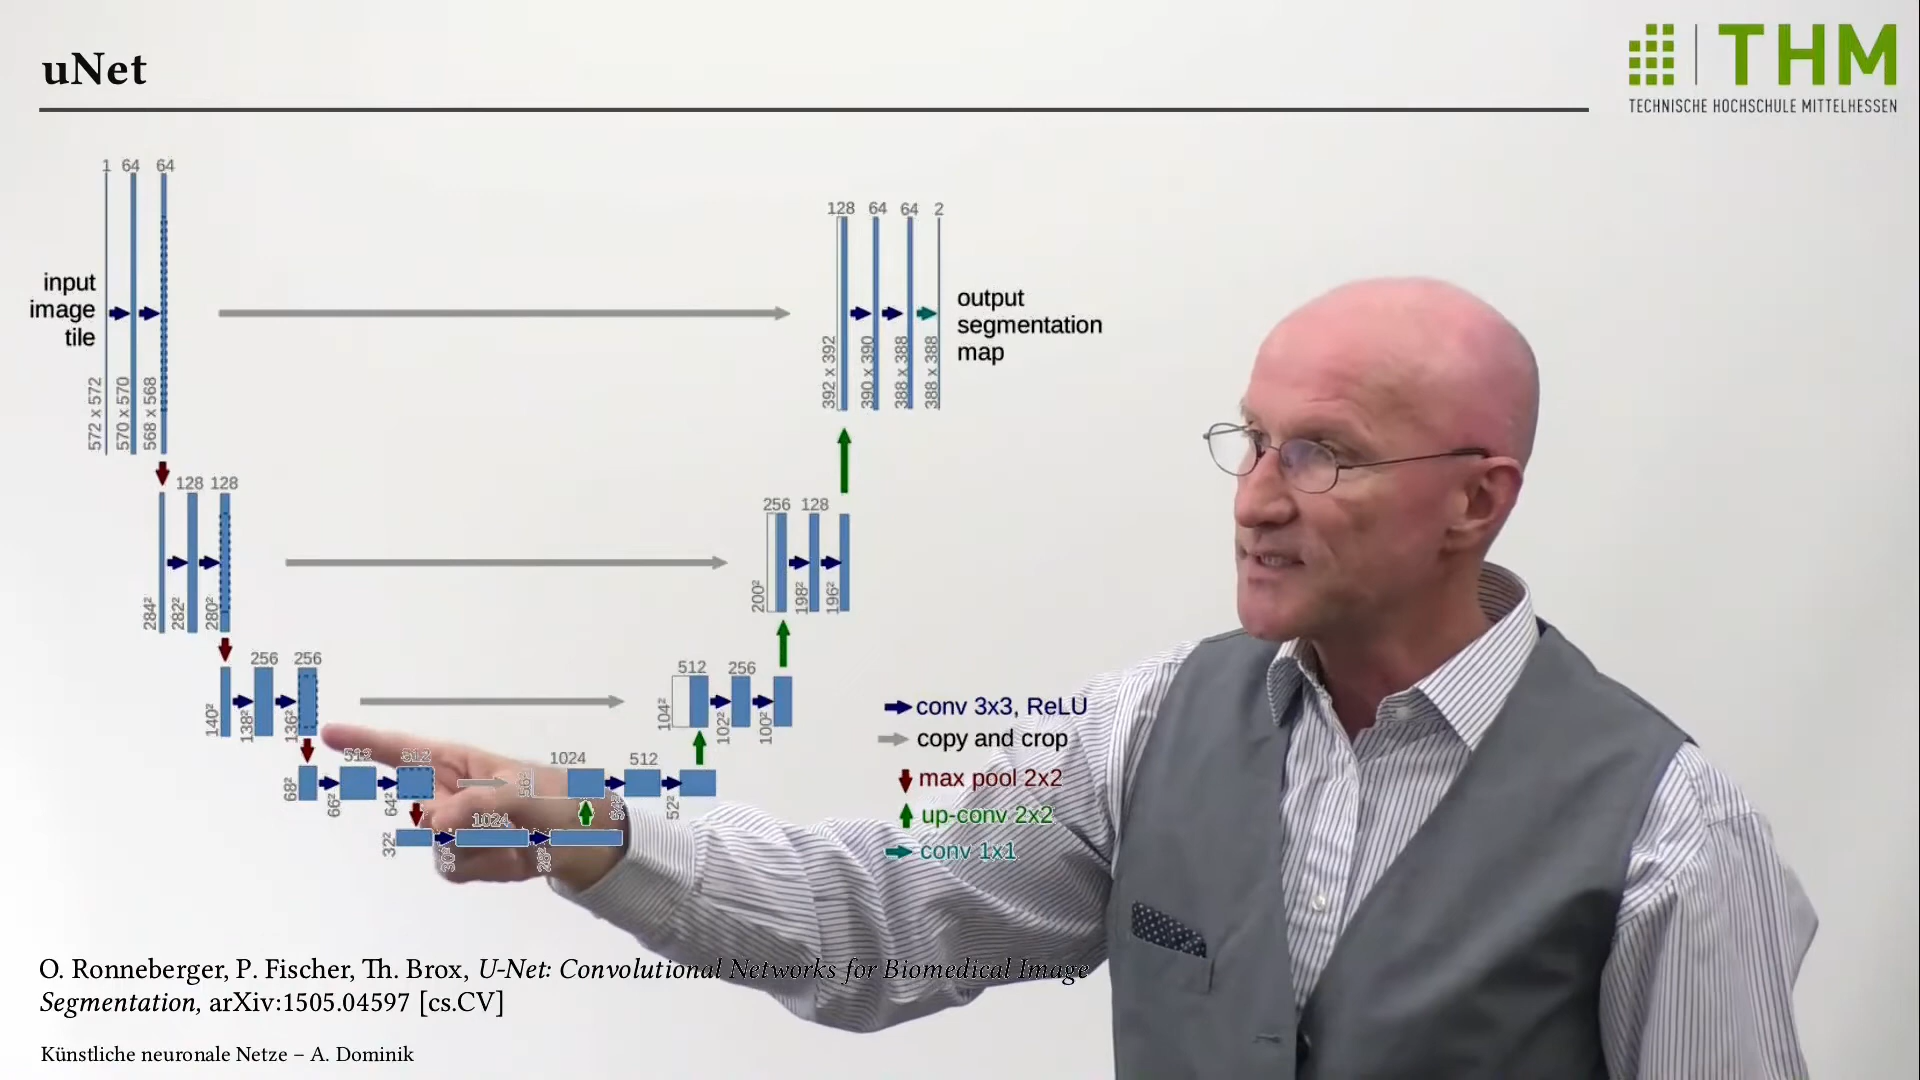 uNet
THM
TECHNISCHE HOCHSCHULE MITTELHESSEN
1 64 64
128 64 64 2
input
image
tile
output
segmentation
map
572 x 572
570 x 570
568 x 568
392 x 392
390 x 390
388 x 388
388 x 388
128 128
256 128
284²
282²
280²
200²
198²
196²
256 256
512 256
140²
138²
136²
104²
102²
100²
conv 3x3, ReLU
copy and crop
max pool 2x2
up-conv 2x2
conv 1x1
512 512
1024 512
68²
66²
64²
56²
54²
52²
1024
32²
30²
28²
O. Ronneberger, P. Fischer, Th. Brox, U-Net: Convolutional Networks for Biomedical Image
Segmentation, arXiv:1505.04597 [cs.CV]
Künstliche neuronale Netze – A. Dominik